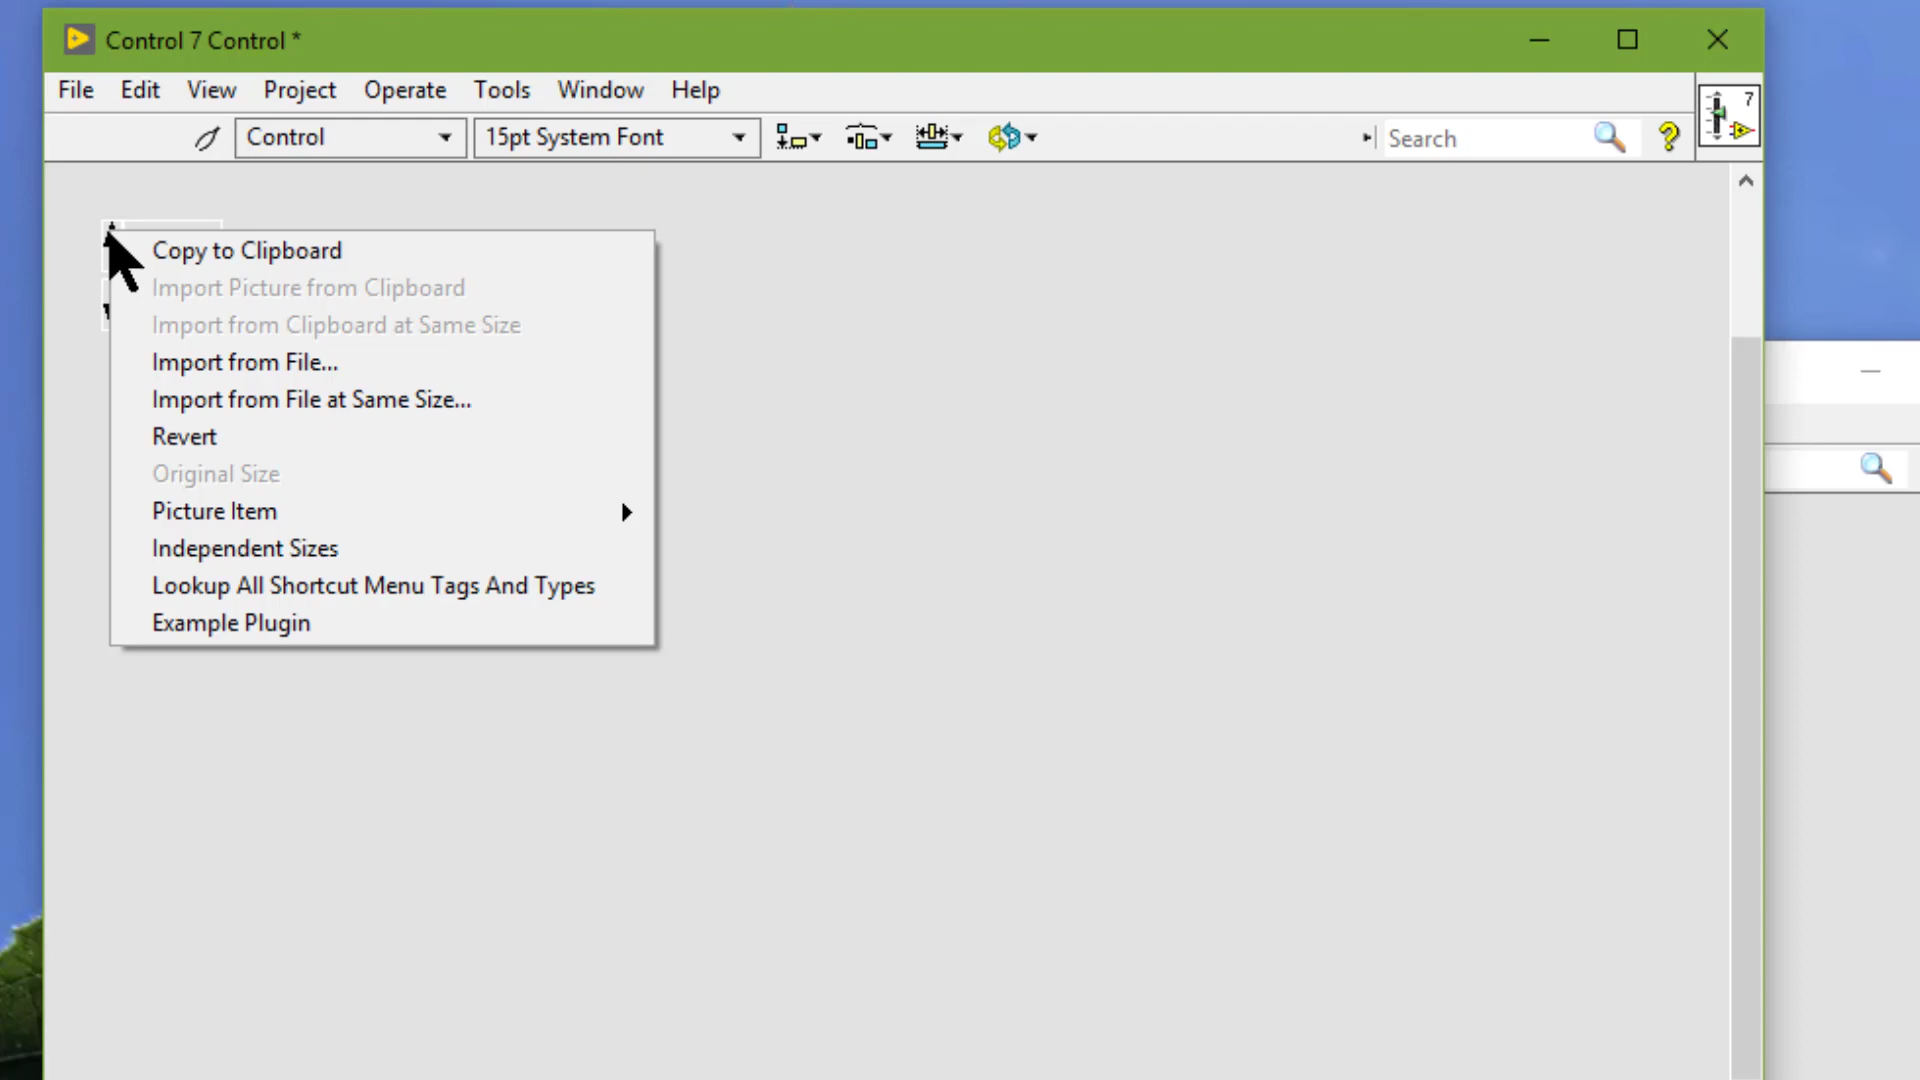 Control 7 Control *
File Edit View Project Operate Tools Window Help
Control 15pt System Font Search ? 7
Copy to Clipboard
Import Picture from Clipboard
Import from Clipboard at Same Size
Import from File...
Import from File at Same Size...
Revert
Original Size
Picture Item
Independent Sizes
Lookup All Shortcut Menu Tags And Types
Example Plugin